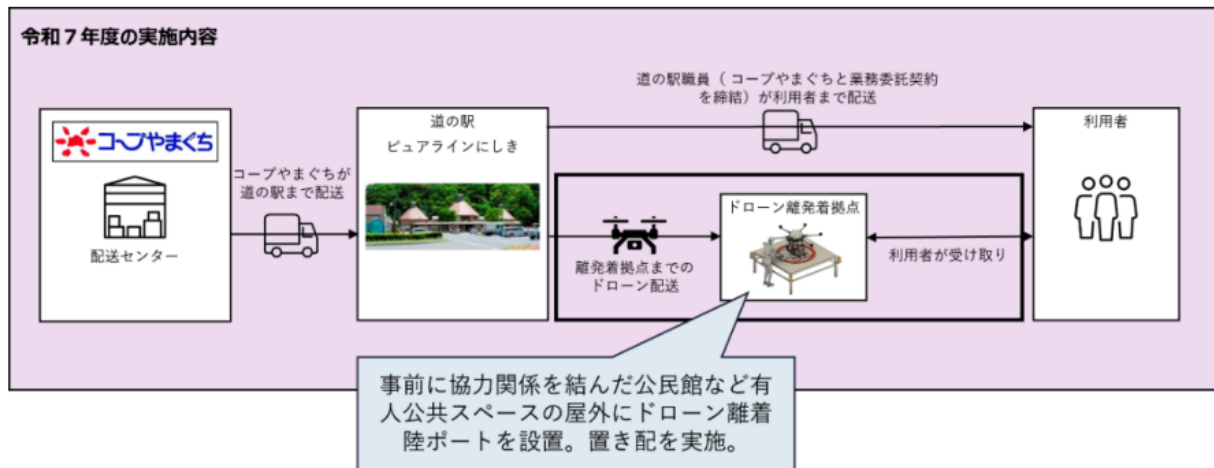 令和７年度の実施内容
道の駅職員（コープやまぐちと業務委託契約
を締結）が利用者まで配送
コープやまぐち
配送センター
コープやまぐちが
道の駅まで配送
道の駅
ピュアラインにしき
離発着拠点までの
ドローン配送
ドローン離発着拠点
利用者が受け取り
利用者
事前に協力関係を結んだ公民館など有
人公共スペースの屋外にドローン離着
陸ポートを設置。置き配を実施。